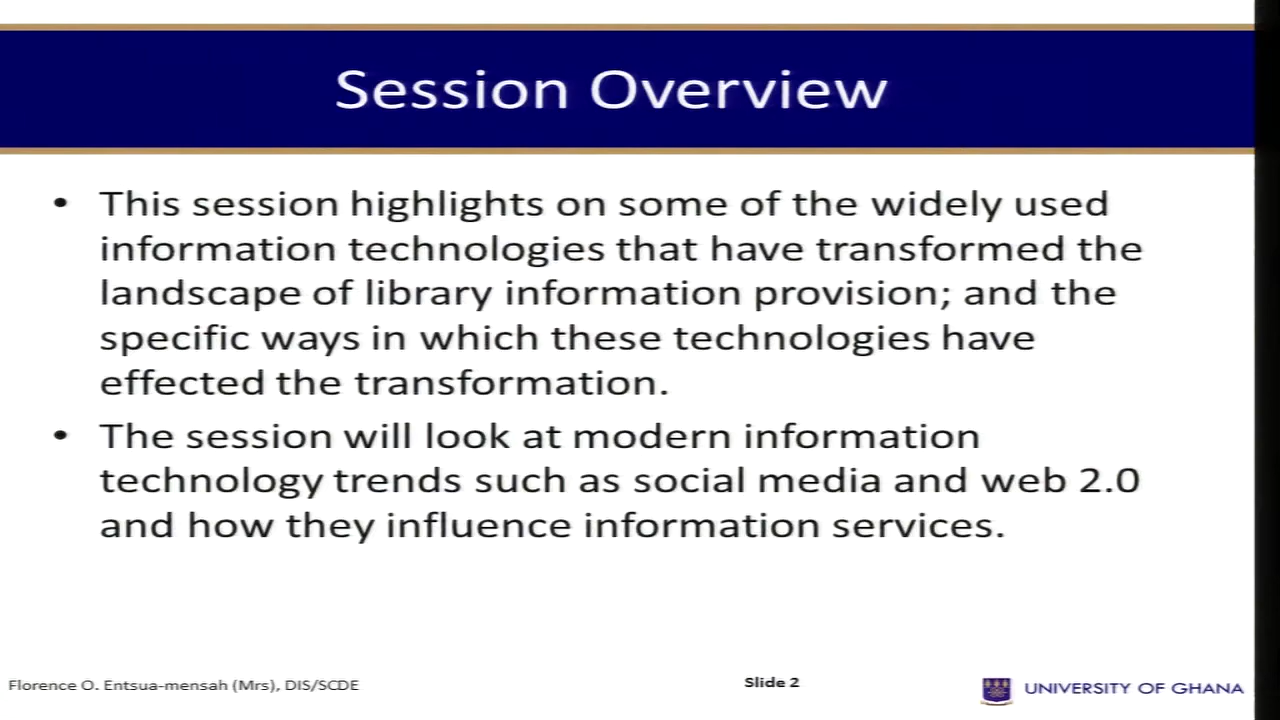 Session Overview
• This session highlights on some of the widely used
information technologies that have transformed the
landscape of library information provision; and the
specific ways in which these technologies have
effected the transformation.
• The session will look at modern information
technology trends such as social media and web 2.0
and how they influence information services.
Florence O. Entsua-mensah (Mrs), DIS/SCDE
Slide 2
UNIVERSITY OF GHANA